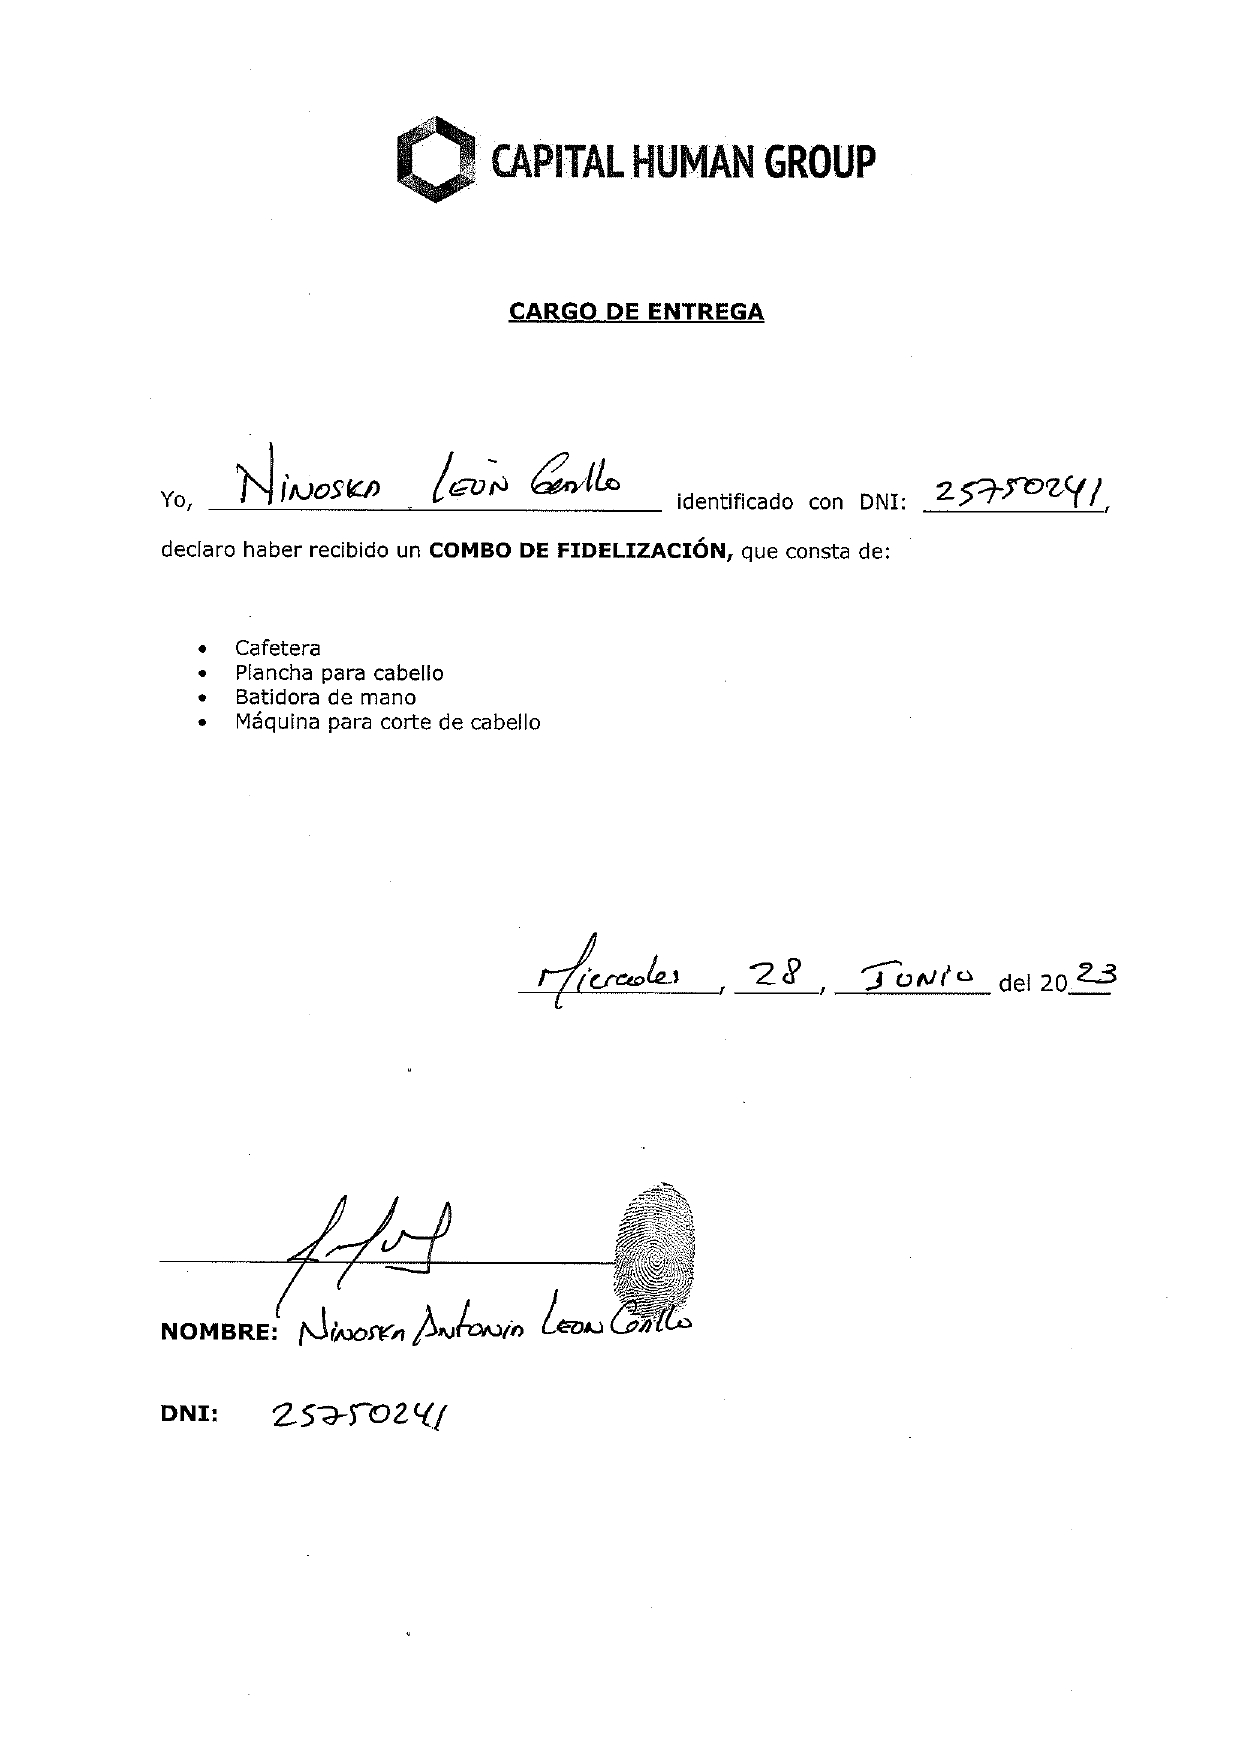 CAPITAL HUMAN GROUP
CARGO DE ENTREGA
Yo, Ninoska León identificado con DNI: 25750241,
declaro haber recibido un COMBO DE FIDELIZACIÓN, que consta de:
• Cafetera
• Plancha para cabello
• Batidora de mano
• Máquina para corte de cabello
Miercoles, 28, Junio del 2023
NOMBRE: Ninoska Antonia Leon
DNI: 25750241